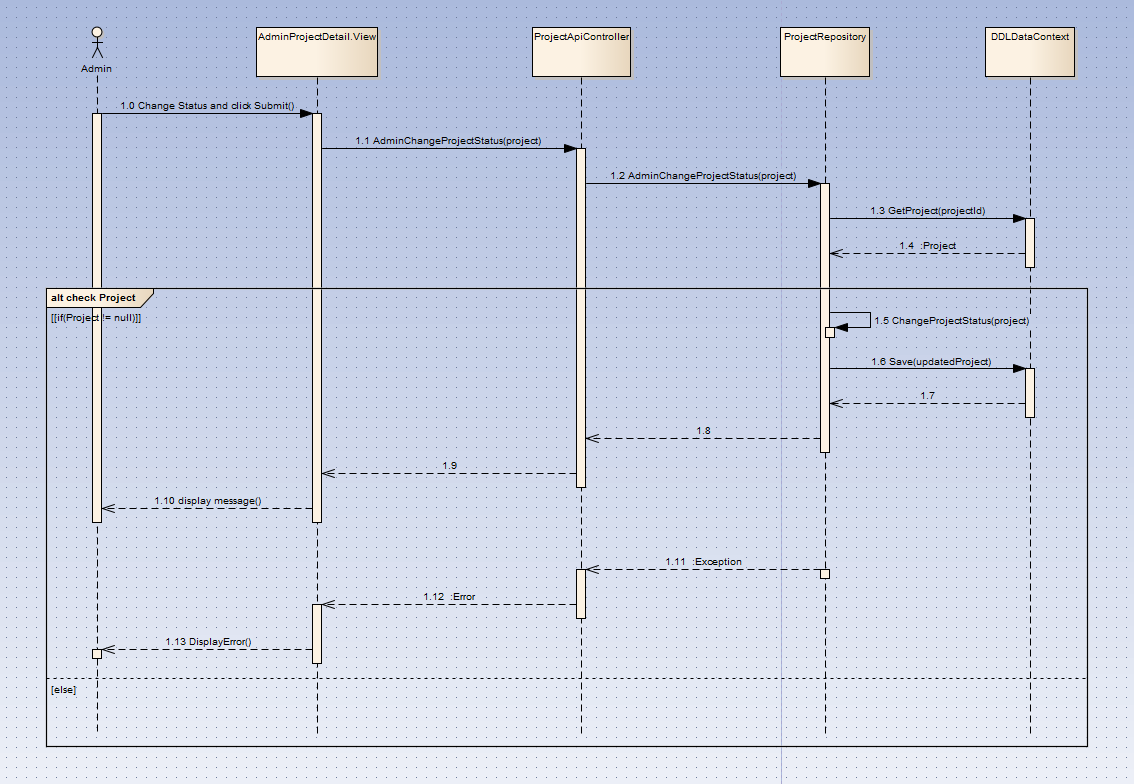 AdminProjectDetail.View
ProjectApiController
ProjectRepository
DDLDataContext
Admin
1.0 Change Status and click Submit()
1.1 AdminChangeProjectStatus(project)
1.2 AdminChangeProjectStatus(project)
1.3 GetProject(projectId)
1.4 :Project
alt check Project
[[if(Project != null)]]
1.5 ChangeProjectStatus(project)
1.6 Save(updatedProject)
1.7
1.8
1.9
1.10 display message()
1.11 :Exception
1.12 :Error
1.13 DisplayError()
[else]